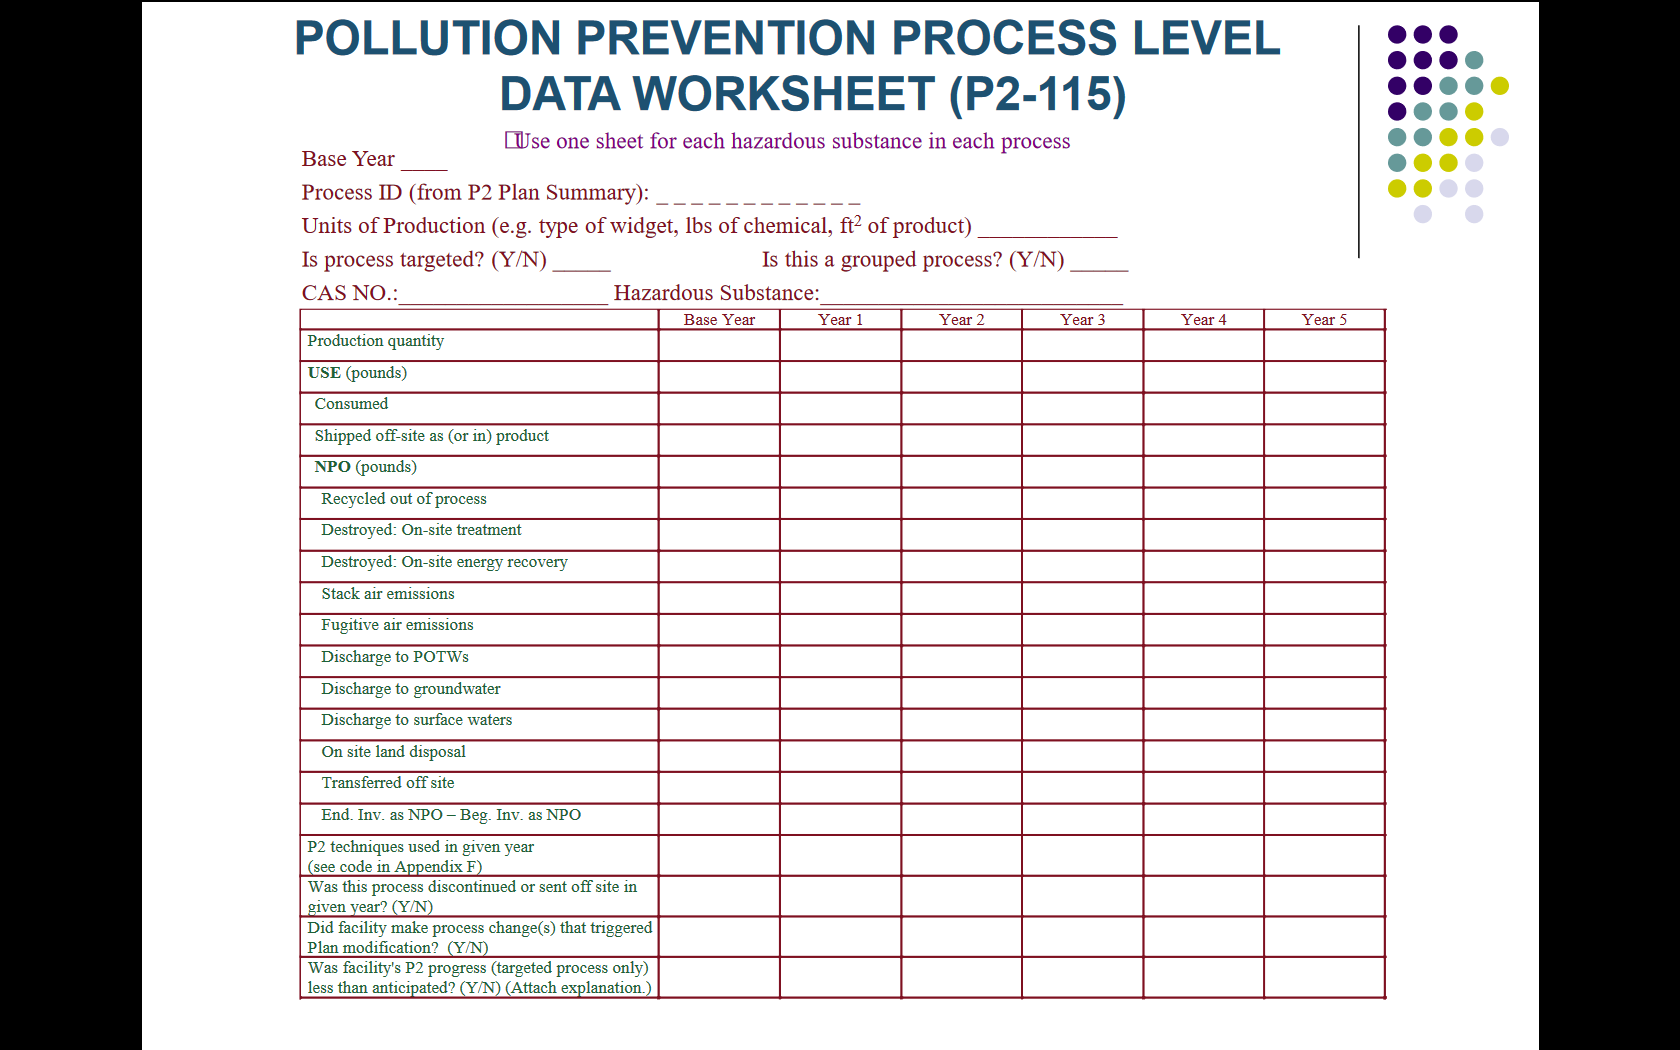 POLLUTION PREVENTION PROCESS LEVEL
DATA WORKSHEET (P2-115)
Use one sheet for each hazardous substance in each process
Base Year ____
Process ID (from P2 Plan Summary): _ _ _ _ _ _ _ _ _ _ _ _
Units of Production (e.g. type of widget, lbs of chemical, ft² of product) ____________
Is process targeted? (Y/N) _____ Is this a grouped process? (Y/N) _____
CAS NO.:__________________ Hazardous Substance:__________________________
Base Year Year 1 Year 2 Year 3 Year 4 Year 5
Production quantity
USE (pounds)
Consumed
Shipped off-site as (or in) product
NPO (pounds)
Recycled out of process
Destroyed: On-site treatment
Destroyed: On-site energy recovery
Stack air emissions
Fugitive air emissions
Discharge to POTWs
Discharge to groundwater
Discharge to surface waters
On site land disposal
Transferred off site
End. Inv. as NPO – Beg. Inv. as NPO
P2 techniques used in given year
(see code in Appendix F)
Was this process discontinued or sent off site in
given year? (Y/N)
Did facility make process change(s) that triggered
Plan modification? (Y/N)
Was facility's P2 progress (targeted process only)
less than anticipated? (Y/N) (Attach explanation.)